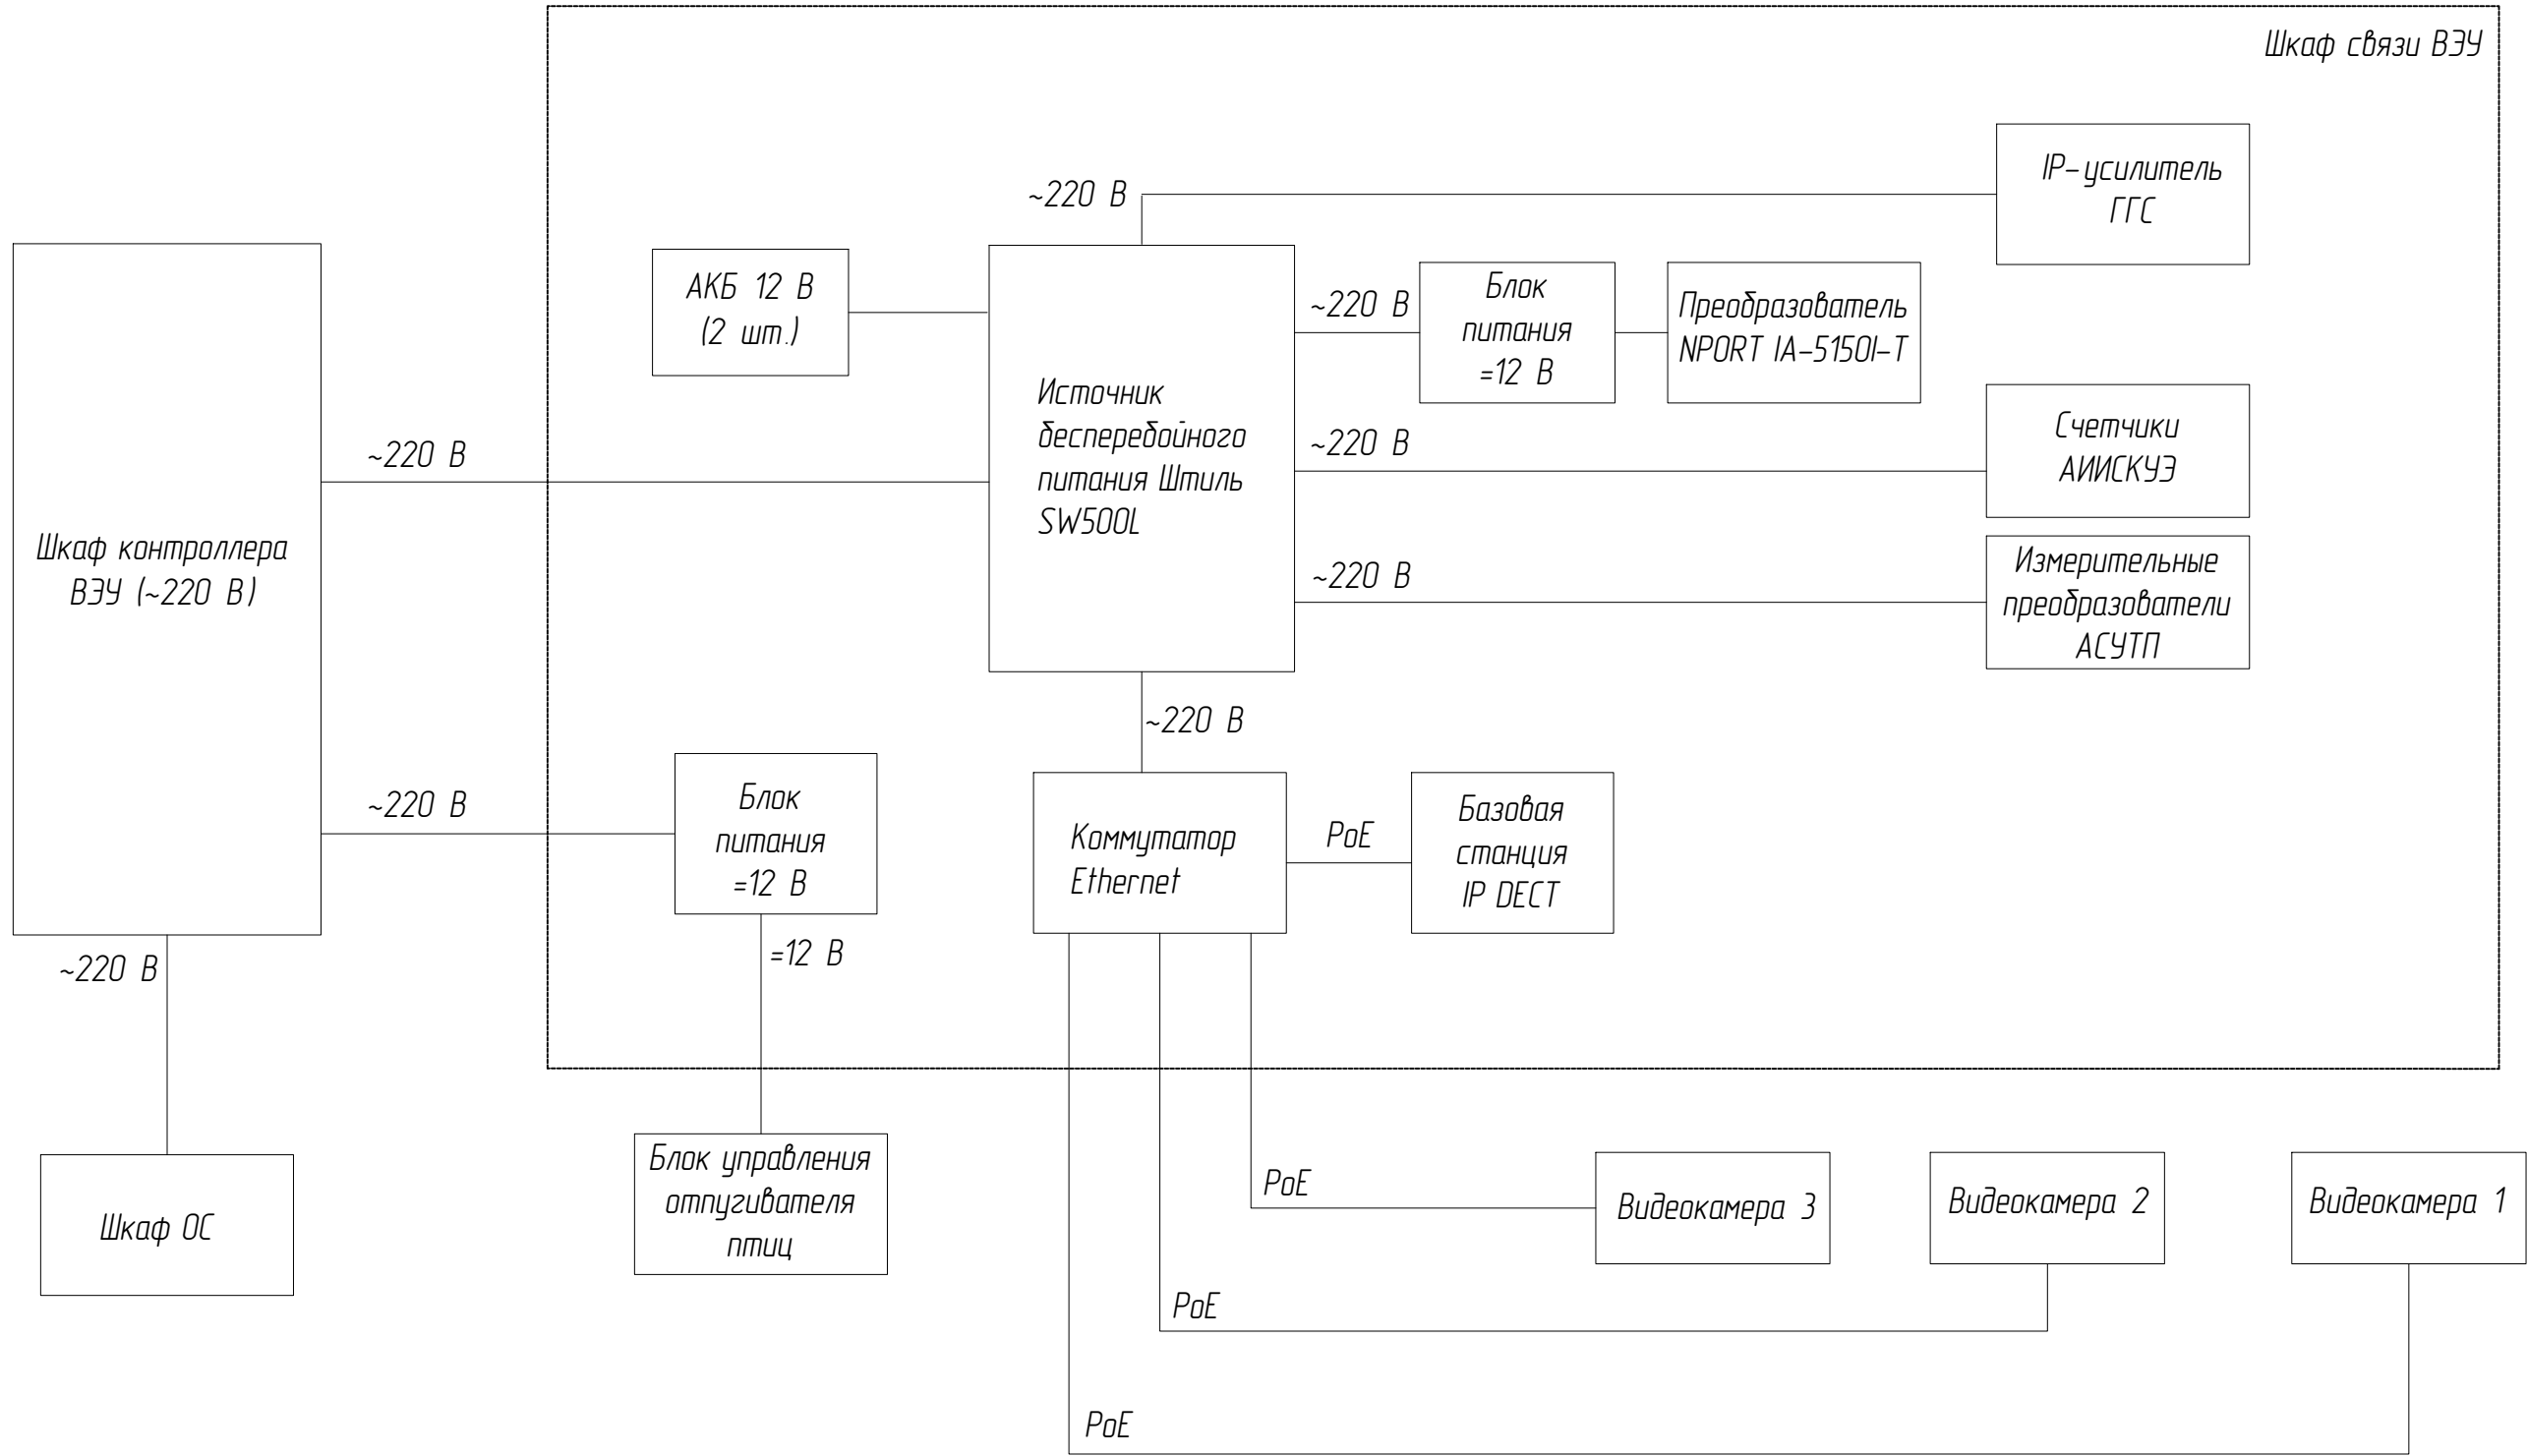 Шкаф связи ВЭУ
IP-усилитель
ГГС
~220 В
АКБ 12 В
(2 шт.)
Источник
бесперебойного
питания Штиль
SW500L
~220 В
Блок
питания
=12 В
Преобразователь
NPORT IA-5150I-T
~220 В
Счетчики
АИИСКУЭ
~220 В
Измерительные
преобразователи
АСУТП
~220 В
Шкаф контроллера
ВЭУ (~220 В)
~220 В
~220 В
Блок
питания
=12 В
Коммутатор
Ethernet
PoE
Базовая
станция
IP DECT
=12 В
~220 В
Шкаф ОС
Блок управления
отпугивателя
птиц
PoE
Видеокамера 3
Видеокамера 2
Видеокамера 1
PoE
PoE